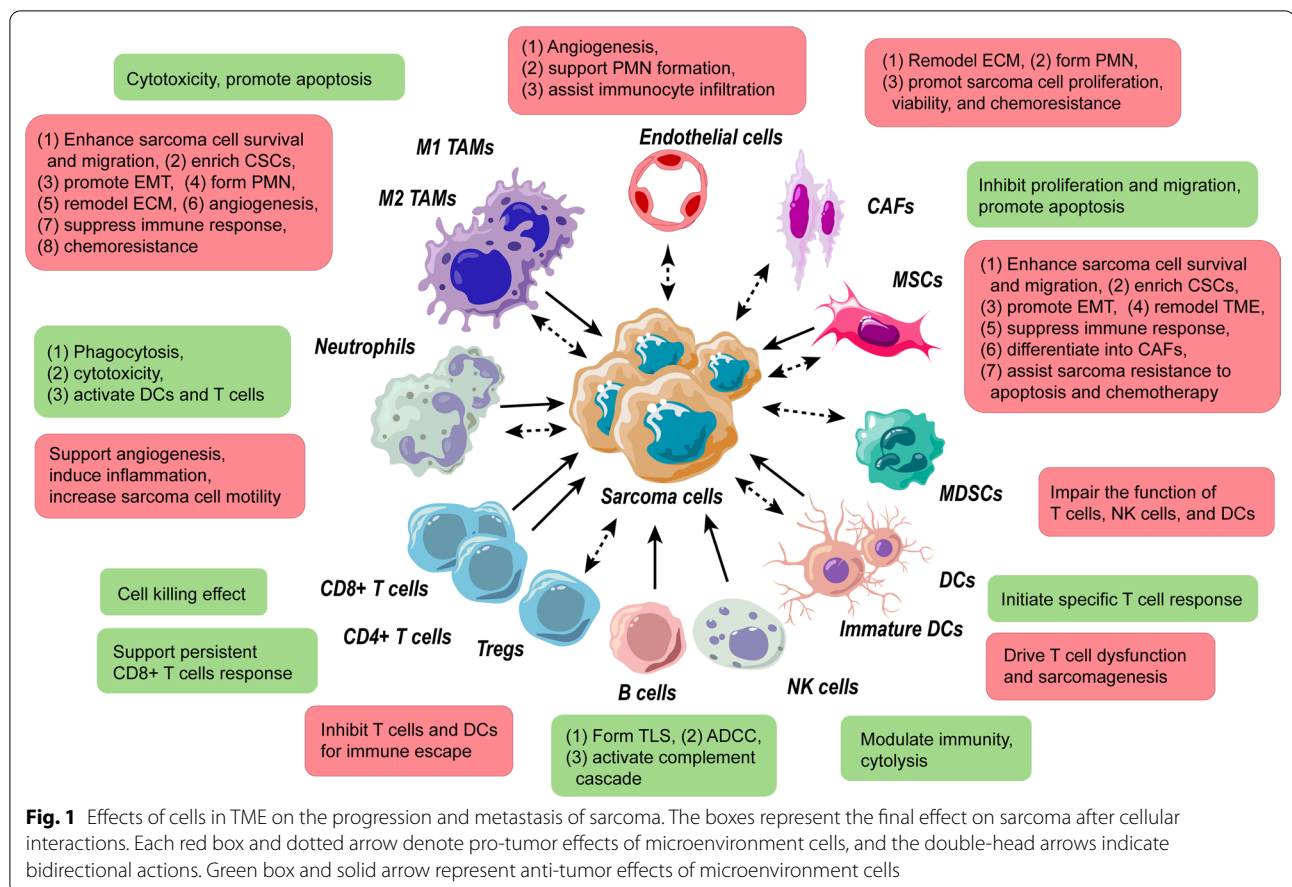 Cytotoxicity, promote apoptosis
(1) Angiogenesis,
(2) support PMN formation,
(3) assist immunocyte infiltration
(1) Remodel ECM, (2) form PMN,
(3) promot sarcoma cell proliferation,
viability, and chemoresistance
(1) Enhance sarcoma cell survival
and migration, (2) enrich CSCs,
(3) promote EMT, (4) form PMN,
(5) remodel ECM, (6) angiogenesis,
(7) suppress immune response,
(8) chemoresistance
M1 TAMs
M2 TAMs
Endothelial cells
CAFs
Inhibit proliferation and migration,
promote apoptosis
MSCs
(1) Enhance sarcoma cell survival
and migration, (2) enrich CSCs,
(3) promote EMT, (4) remodel TME,
(5) suppress immune response,
(6) differentiate into CAFs,
(7) assist sarcoma resistance to
apoptosis and chemotherapy
Neutrophils
(1) Phagocytosis,
(2) cytotoxicity,
(3) activate DCs and T cells
Support angiogenesis,
induce inflammation,
increase sarcoma cell motility
Sarcoma cells
MDSCs
Impair the function of
T cells, NK cells, and DCs
CD8+ T cells
CD4+ T cells
Tregs
B cells
NK cells
DCs
Immature DCs
Cell killing effect
Support persistent
CD8+ T cells response
Initiate specific T cell response
Drive T cell dysfunction
and sarcomagenesis
Inhibit T cells and DCs
for immune escape
(1) Form TLS, (2) ADCC,
(3) activate complement
cascade
Modulate immunity,
cytolysis
Fig. 1 Effects of cells in TME on the progression and metastasis of sarcoma. The boxes represent the final effect on sarcoma after cellular
interactions. Each red box and dotted arrow denote pro-tumor effects of microenvironment cells, and the double-head arrows indicate
bidirectional actions. Green box and solid arrow represent anti-tumor effects of microenvironment cells